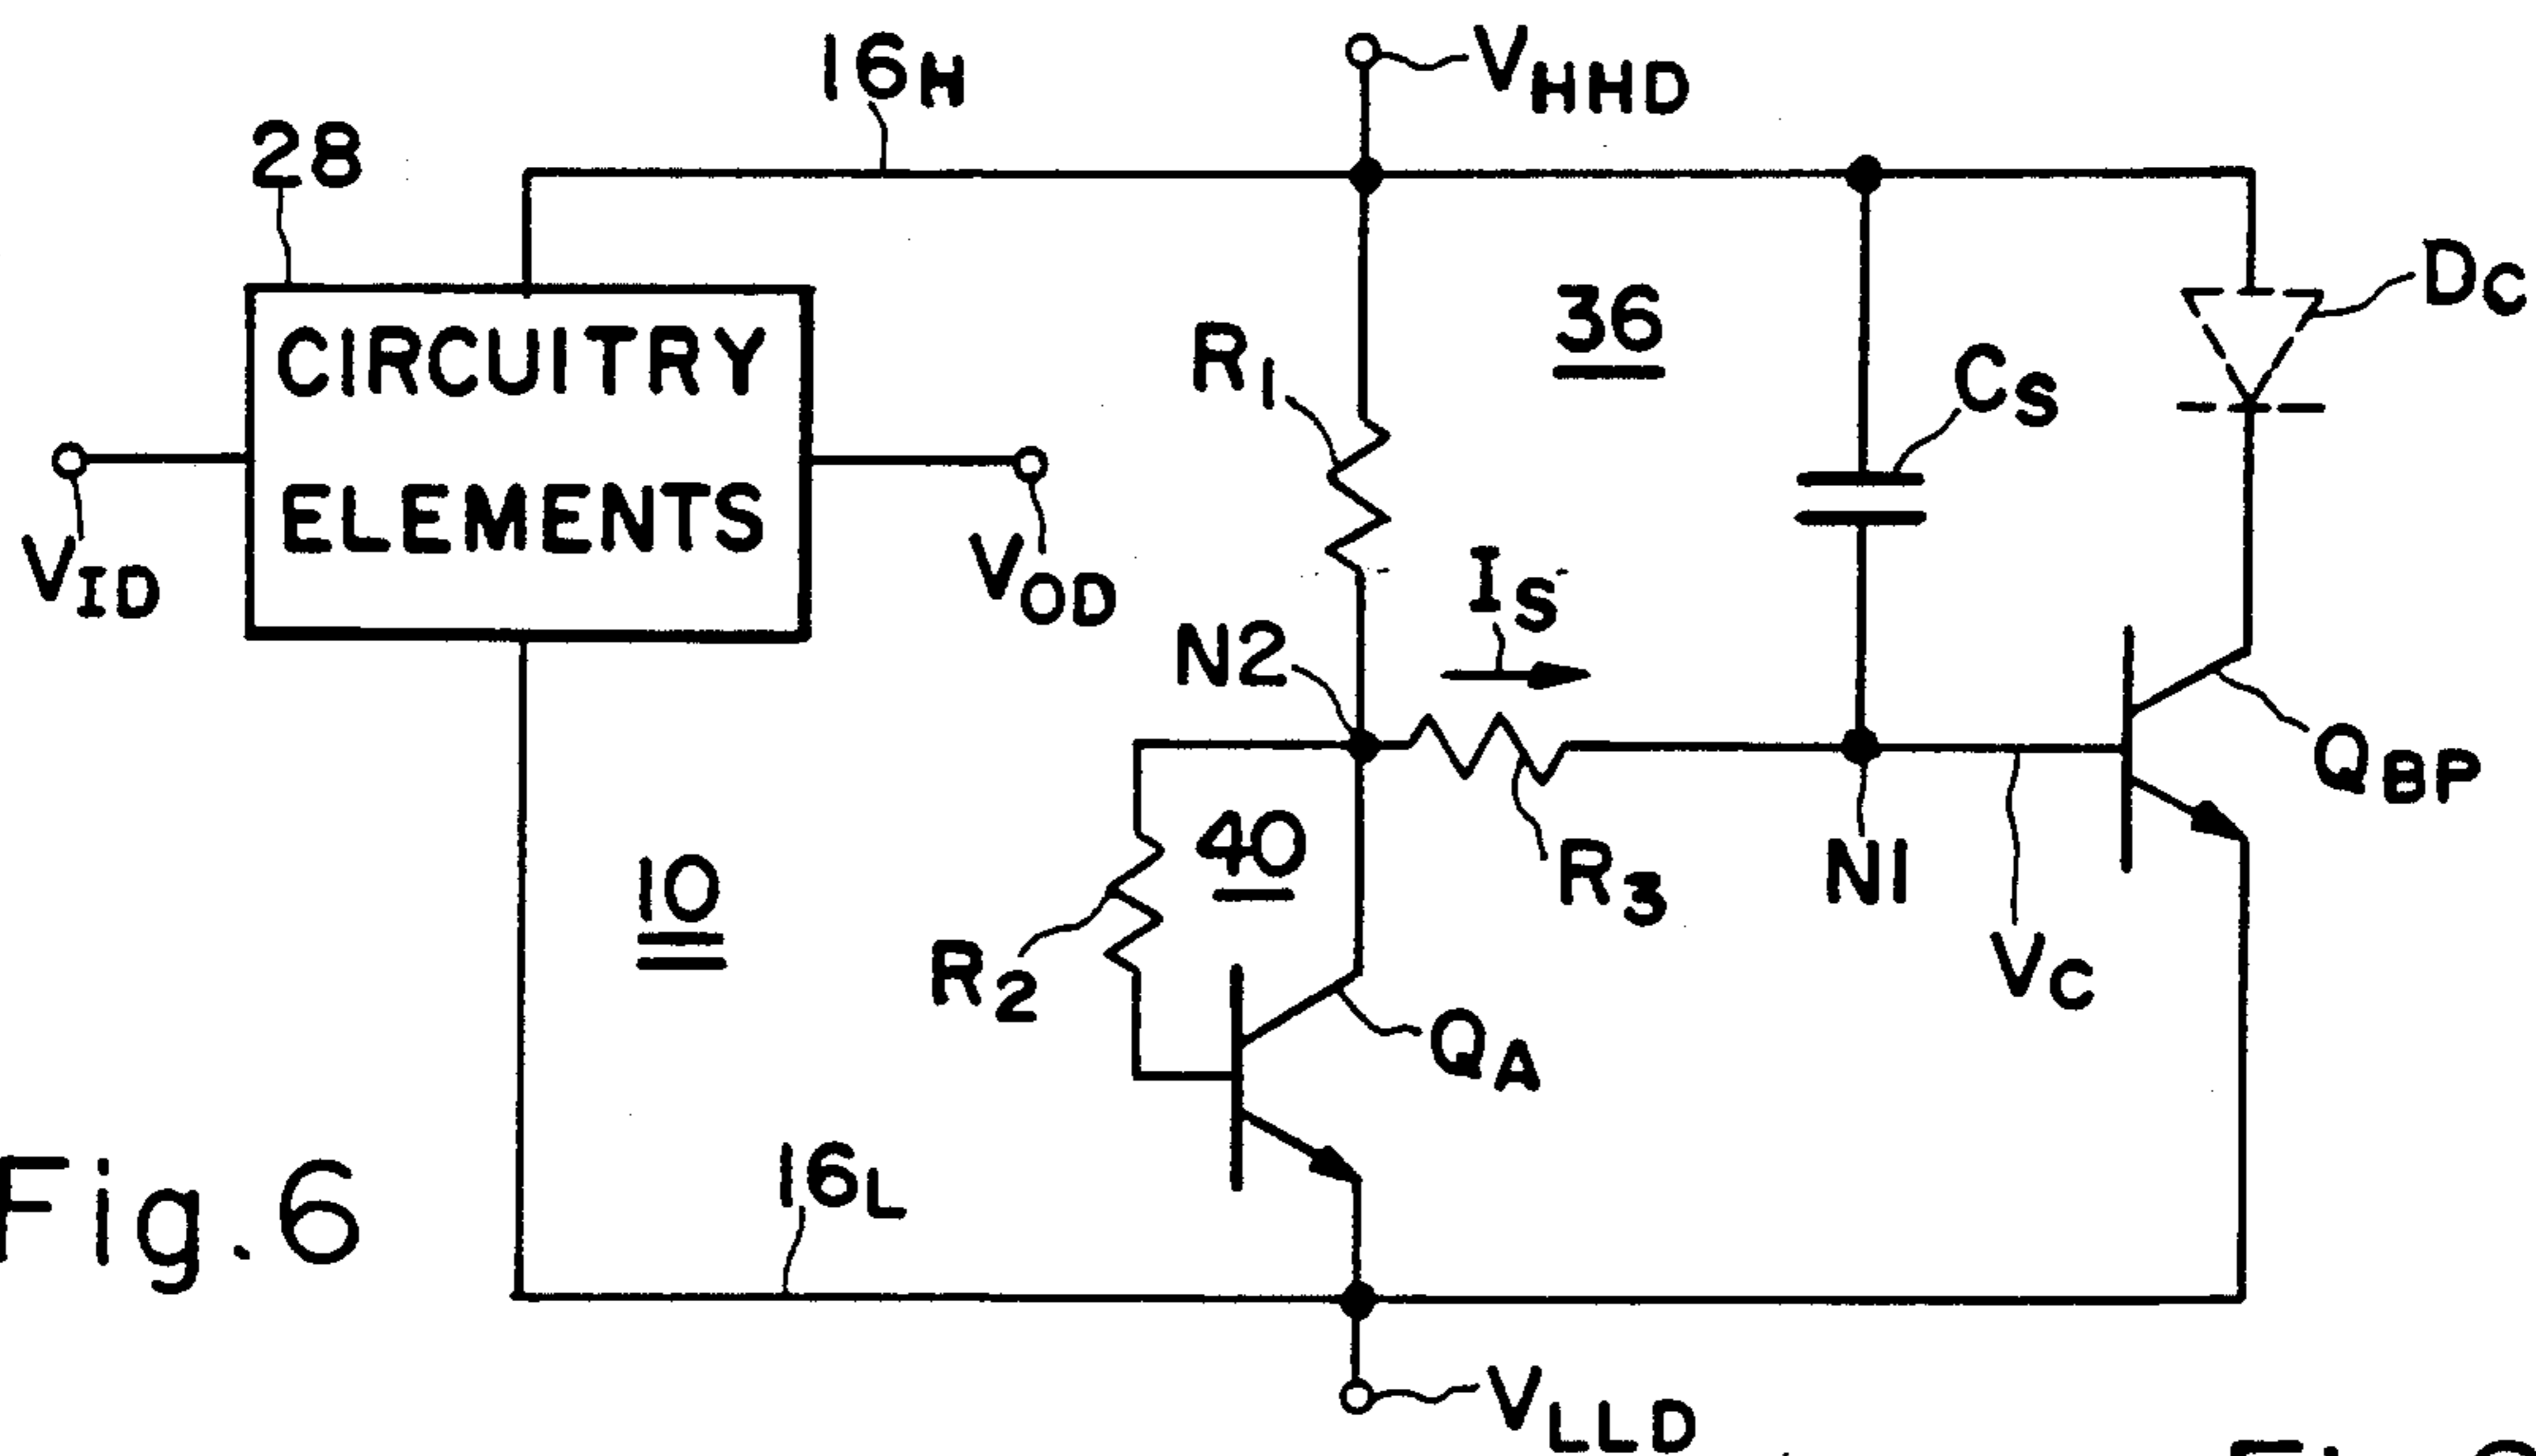 16H
VHHD
28
DC
CIRCUITRY
ELEMENTS
36
R1
CS
VID
VOD
IS
N2
QBP
40
R3
N1
10
R2
VC
QA
16L
Fig.6
VLLD